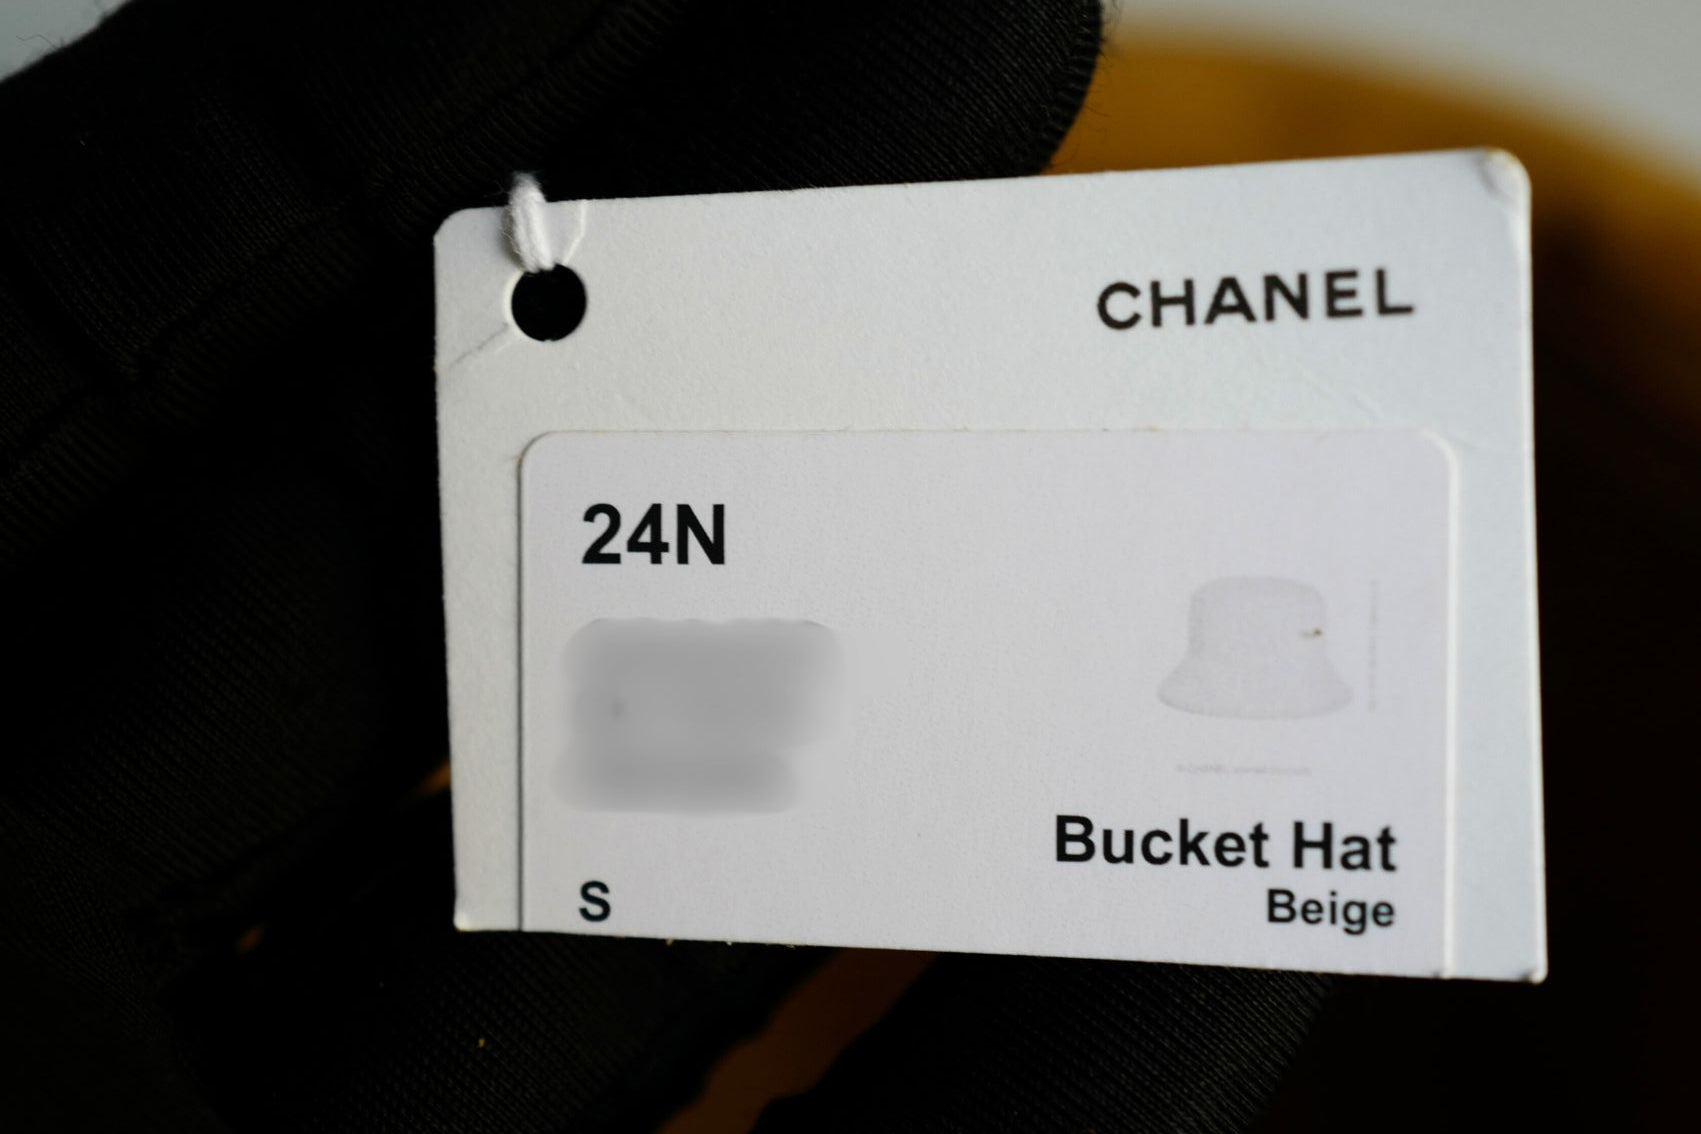 CHANEL
24N
S
Bucket Hat
Beige